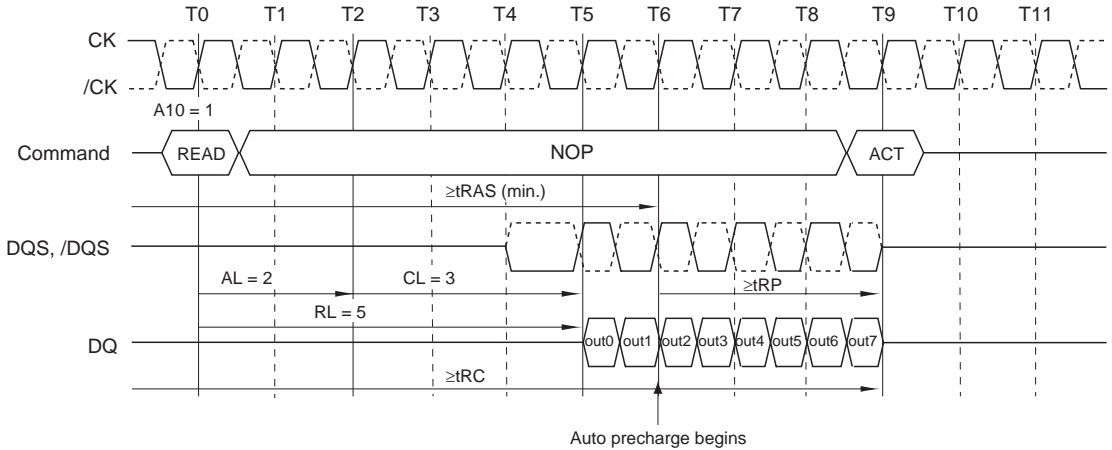 T0 T1 T2 T3 T4 T5 T6 T7 T8 T9 T10 T11
CK
/CK
A10 = 1
Command READ NOP ACT
≥tRAS (min.)
DQS, /DQS
AL = 2 CL = 3 ≥tRP
RL = 5
DQ out0 out1 out2 out3 out4 out5 out6 out7
≥tRC
Auto precharge begins